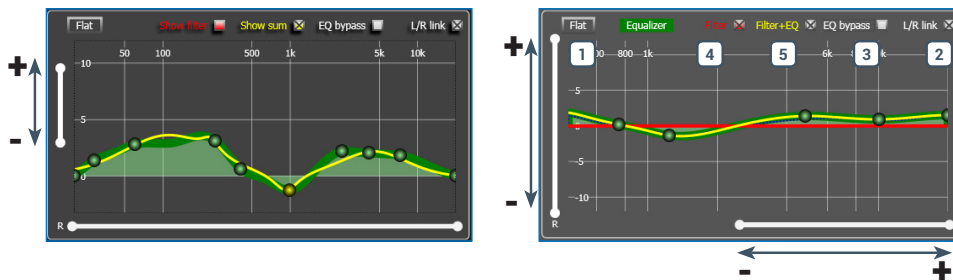 Flat Show filter Show sum EQ bypass L/R link
50 100 500 1k 5k 10k
+
10
5
-
0
R
Flat Equalizer Filter Filter+EQ EQ bypass L/R link
1 800 1k 4 5 6k 3 2
+
-5
0
-5
-
-10
R
- +